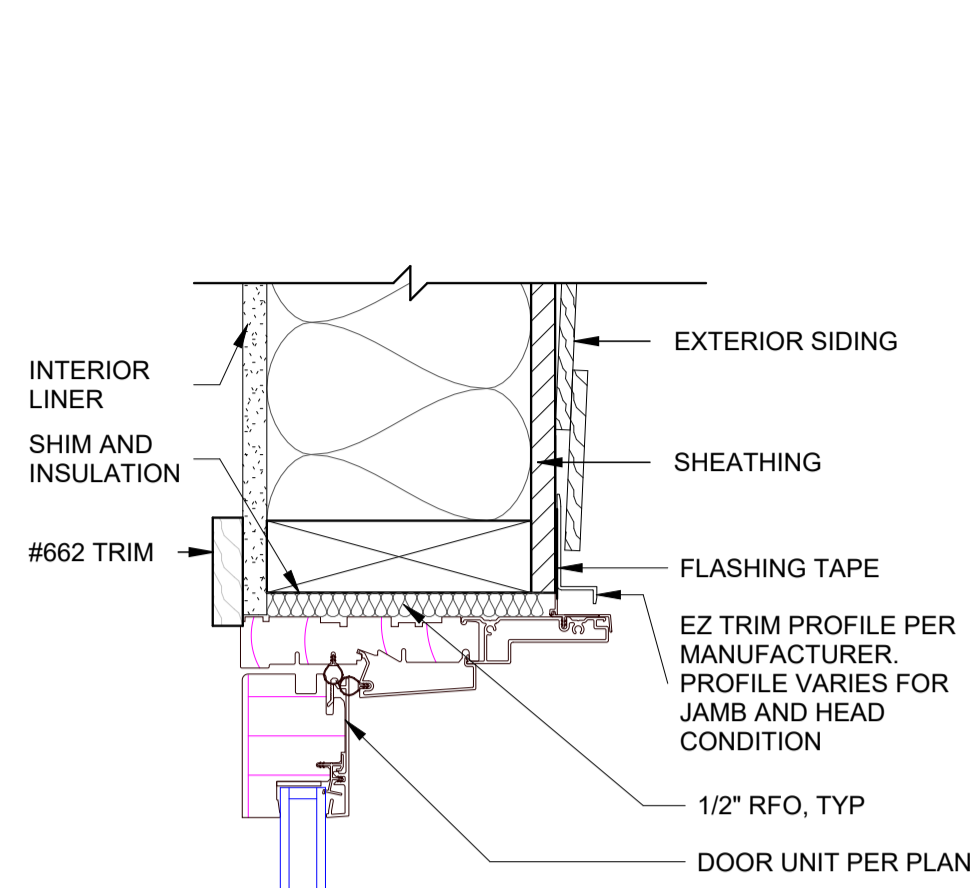 INTERIOR
LINER
SHIM AND
INSULATION
#662 TRIM
EXTERIOR SIDING
SHEATHING
FLASHING TAPE
EZ TRIM PROFILE PER
MANUFACTURER.
PROFILE VARIES FOR
JAMB AND HEAD
CONDITION
1/2" RFO, TYP
DOOR UNIT PER PLAN